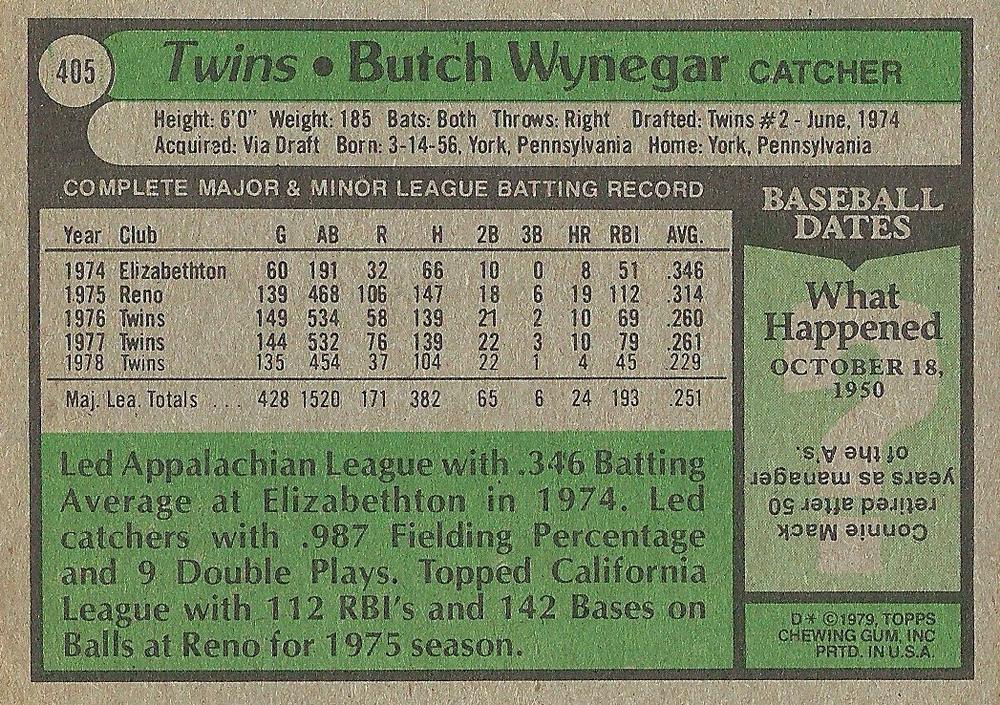 405
Twins • Butch Wynegar CATCHER
Height: 6'0" Weight: 185 Bats: Both Throws: Right Drafted: Twins #2 - June, 1974
Acquired: Via Draft Born: 3-14-56, York, Pennsylvania Home: York, Pennsylvania
COMPLETE MAJOR & MINOR LEAGUE BATTING RECORD
Year Club G AB R H 2B 3B HR RBI AVG.
1974 Elizabethton 60 191 32 66 10 0 8 51 .346
1975 Reno 139 468 106 147 18 6 19 112 .314
1976 Twins 149 534 58 139 21 2 10 69 .260
1977 Twins 144 532 76 139 22 3 10 79 .261
1978 Twins 135 454 37 104 22 1 4 45 .229
Maj. Lea. Totals .... 428 1520 171 382 65 6 24 193 .251
Led Appalachian League with .346 Batting
Average at Elizabethton in 1974. Led
catchers with .987 Fielding Percentage
and 9 Double Plays. Topped California
League with 112 RBI's and 142 Bases on
Balls at Reno for 1975 season.
BASEBALL
DATES
What
Happened
OCTOBER 18,
1950
Connie Mack
retired after 50
years as manager
of the A's.
D* ©1979, TOPPS
CHEWING GUM, INC
PRTD. IN U.S.A.